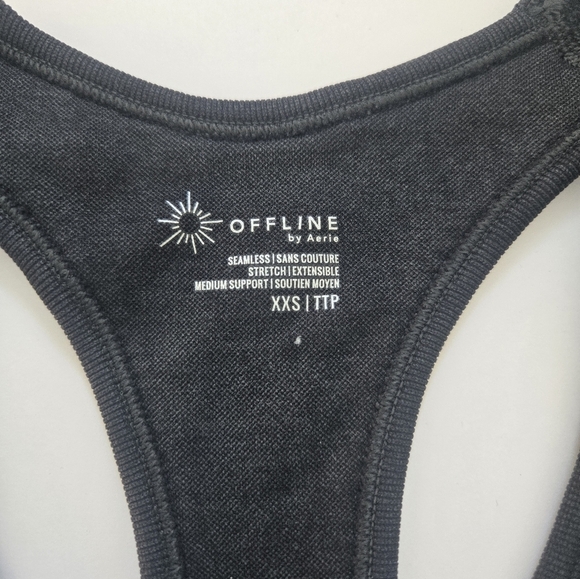 OFFLINE
by Aerie
SEAMLESS | SANS COUTURE
STRETCH | EXTENSIBLE
MEDIUM SUPPORT | SOUTIEN MOYEN
XXS | TTP